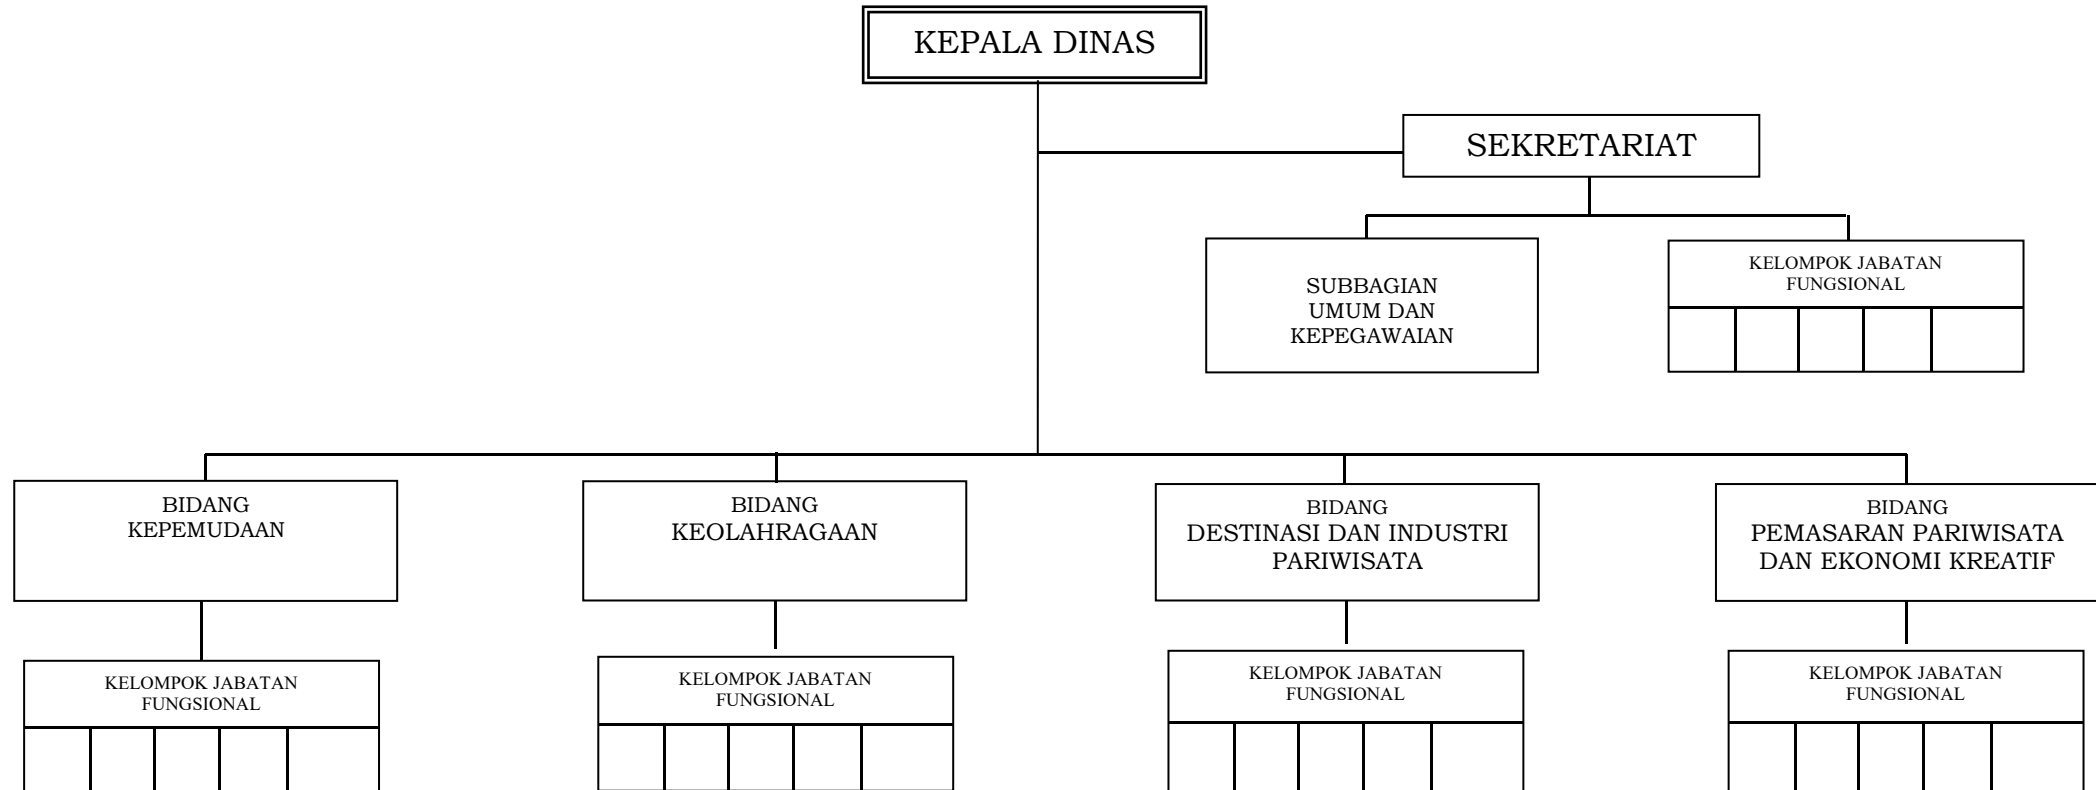 KEPALA DINAS
SEKRETARIAT
SUBBAGIAN
UMUM DAN
KEPEGAWAIAN
KELOMPOK JABATAN
FUNGSIONAL
BIDANG
KEPEMUDAAN
BIDANG
KEOLAHRAGAAN
BIDANG
DESTINASI DAN INDUSTRI
PARIWISATA
BIDANG
PEMASARAN PARIWISATA
DAN EKONOMI KREATIF
KELOMPOK JABATAN
FUNGSIONAL
KELOMPOK JABATAN
FUNGSIONAL
KELOMPOK JABATAN
FUNGSIONAL
KELOMPOK JABATAN
FUNGSIONAL